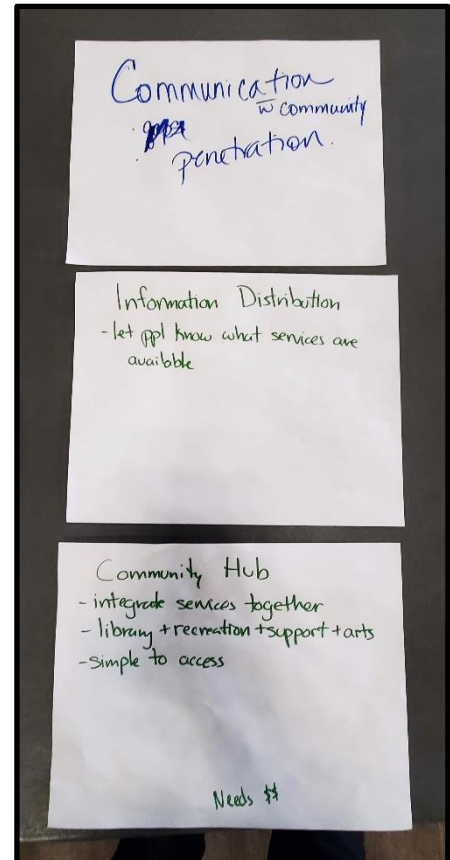 Communication
w̄ community
penetration.
Information Distribution
- let ppl know what services are
available
Community Hub
- integrate services together
- library + recreation + support + arts
- simple to access
Needs $$